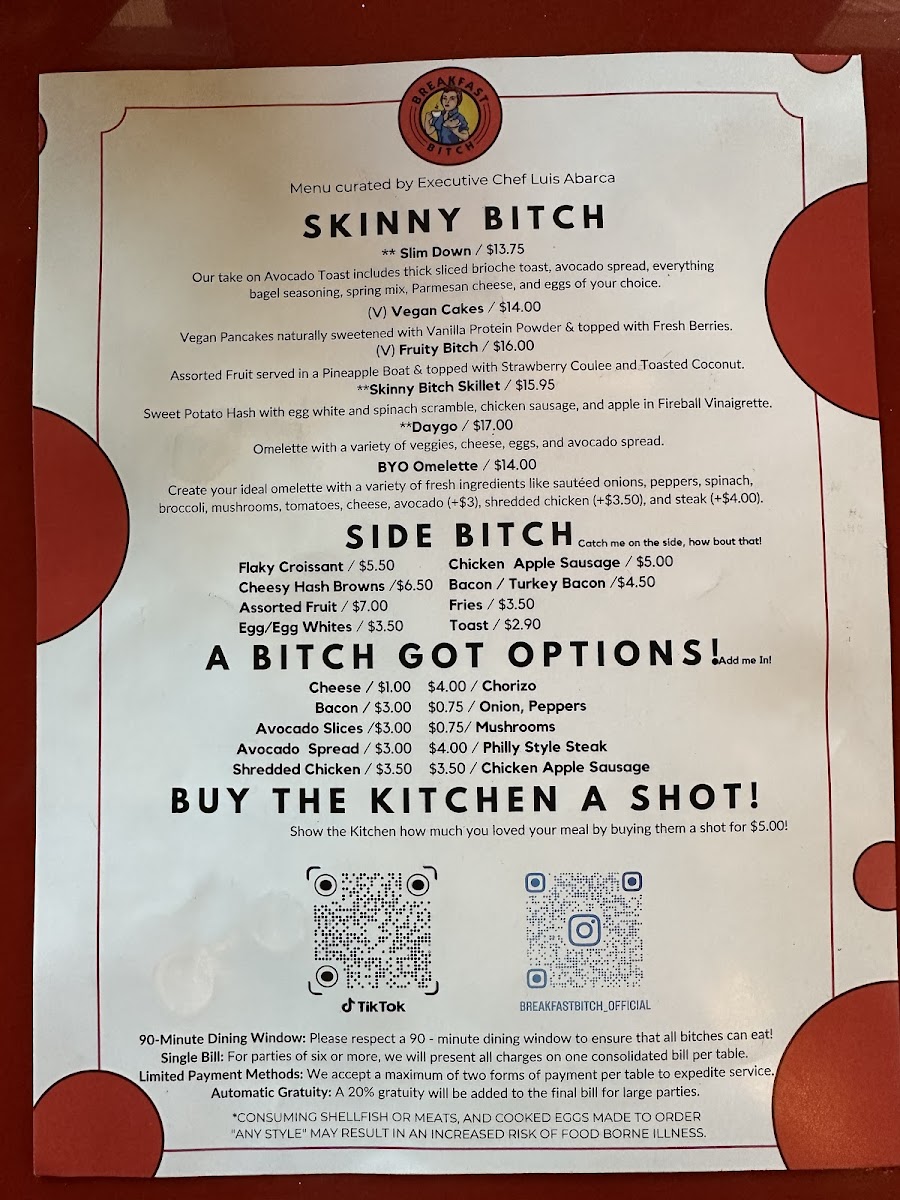 BREAKFAST
BITCH
Menu curated by Executive Chef Luis Abarca
SKINNY BITCH
** Slim Down / $13.75
Our take on Avocado Toast includes thick sliced brioche toast, avocado spread, everything
bagel seasoning, spring mix, Parmesan cheese, and eggs of your choice.
(V) Vegan Cakes / $14.00
Vegan Pancakes naturally sweetened with Vanilla Protein Powder & topped with Fresh Berries.
(V) Fruity Bitch / $16.00
Assorted Fruit served in a Pineapple Boat & topped with Strawberry Coulee and Toasted Coconut.
**Skinny Bitch Skillet / $15.95
Sweet Potato Hash with egg white and spinach scramble, chicken sausage, and apple in Fireball Vinaigrette.
**Daygo / $17.00
Omelette with a variety of veggies, cheese, eggs, and avocado spread.
BYO Omelette / $14.00
Create your ideal omelette with a variety of fresh ingredients like sautéed onions, peppers, spinach,
broccoli, mushrooms, tomatoes, cheese, avocado (+$3), shredded chicken (+$3.50), and steak (+$4.00).
SIDE BITCH Catch me on the side, how bout that!
Flaky Croissant / $5.50 Chicken Apple Sausage / $5.00
Cheesy Hash Browns /$6.50 Bacon / Turkey Bacon /$4.50
Assorted Fruit / $7.00 Fries / $3.50
Egg/Egg Whites / $3.50 Toast / $2.90
A BITCH GOT OPTIONS! Add me In!
Cheese / $1.00 $4.00 / Chorizo
Bacon / $3.00 $0.75 / Onion, Peppers
Avocado Slices /$3.00 $0.75/ Mushrooms
Avocado Spread / $3.00 $4.00 / Philly Style Steak
Shredded Chicken / $3.50 $3.50 / Chicken Apple Sausage
BUY THE KITCHEN A SHOT!
Show the Kitchen how much you loved your meal by buying them a shot for $5.00!
TikTok BREAKFASTBITCH_OFFICIAL
90-Minute Dining Window: Please respect a 90 - minute dining window to ensure that all bitches can eat!
Single Bill: For parties of six or more, we will present all charges on one consolidated bill per table.
Limited Payment Methods: We accept a maximum of two forms of payment per table to expedite service.
Automatic Gratuity: A 20% gratuity will be added to the final bill for large parties.
*CONSUMING SHELLFISH OR MEATS, AND COOKED EGGS MADE TO ORDER
"ANY STYLE" MAY RESULT IN AN INCREASED RISK OF FOOD BORNE ILLNESS.